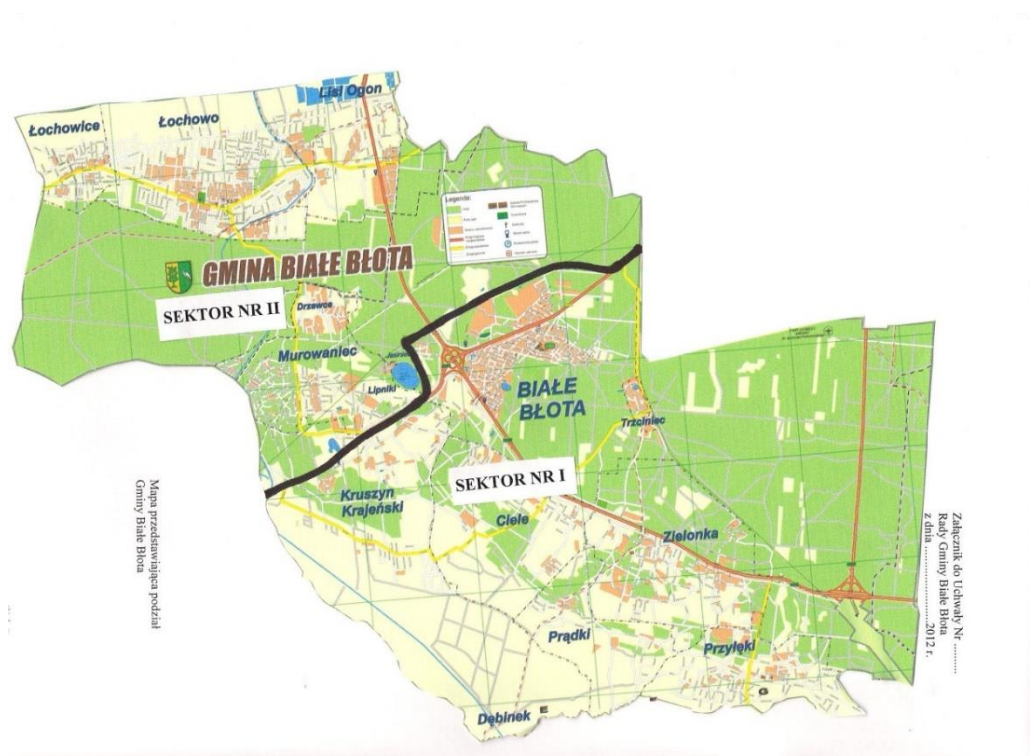 Lisi Ogon
Łochowo
Łochowice
Legenda:
GMINA BIAŁE BŁOTA
SEKTOR NR II
Drzewce
Murowaniec
Lipniki
BIAŁE
BŁOTA
Trzciniec
SEKTOR NR I
Kruszyn
Krajeński
Ciele
Zielonka
Prądki
Przyłęki
Dębinek
E
F
G
Mapa przedstawiająca podział
Gminy Białe Błota
Załącznik do Uchwały Nr ..........
Rady Gminy Białe Błota
z dnia ......................2012 r.